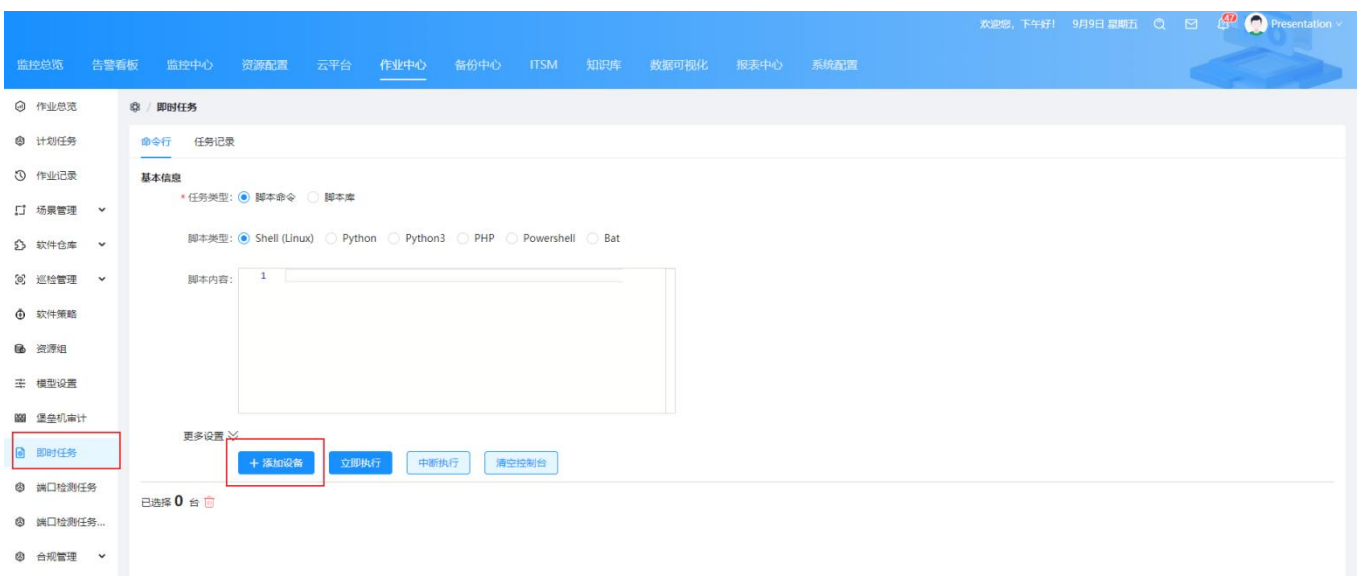 欢迎您，下午好! 9月9日 星期五 47 Presentation
监控总览 告警看板 监控中心 资源配置 云平台 作业中心 备份中心 ITSM 知识库 数据可视化 报表中心 系统配置
作业总览
计划任务
作业记录
场景管理
软件仓库
巡检管理
软件策略
资源组
模型设置
堡垒机审计
即时任务
端口检测任务
端口检测任务...
合规管理
/ 即时任务
命令行 任务记录
基本信息
* 任务类型: 脚本命令 脚本库
脚本类型: Shell (Linux) Python Python3 PHP Powershell Bat
脚本内容: 1
更多设置
+ 添加设备 立即执行 中断执行 清空控制台
已选择 0 台